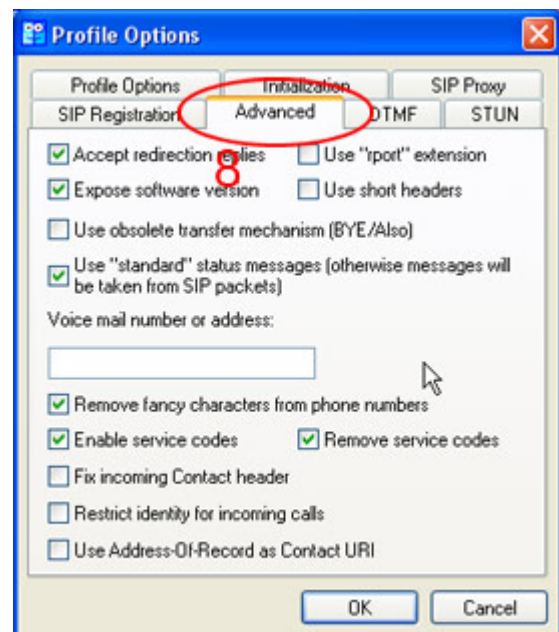 Profile Options
Profile Options Initialization SIP Proxy
SIP Registration Advanced DTMF STUN
Accept redirection replies Use "rport" extension
8
Expose software version Use short headers
Use obsolete transfer mechanism (BYE/Also)
Use "standard" status messages (otherwise messages will
be taken from SIP packets)
Voice mail number or address:
Remove fancy characters from phone numbers
Enable service codes Remove service codes
Fix incoming Contact header
Restrict identity for incoming calls
Use Address-Of-Record as Contact URI
OK Cancel